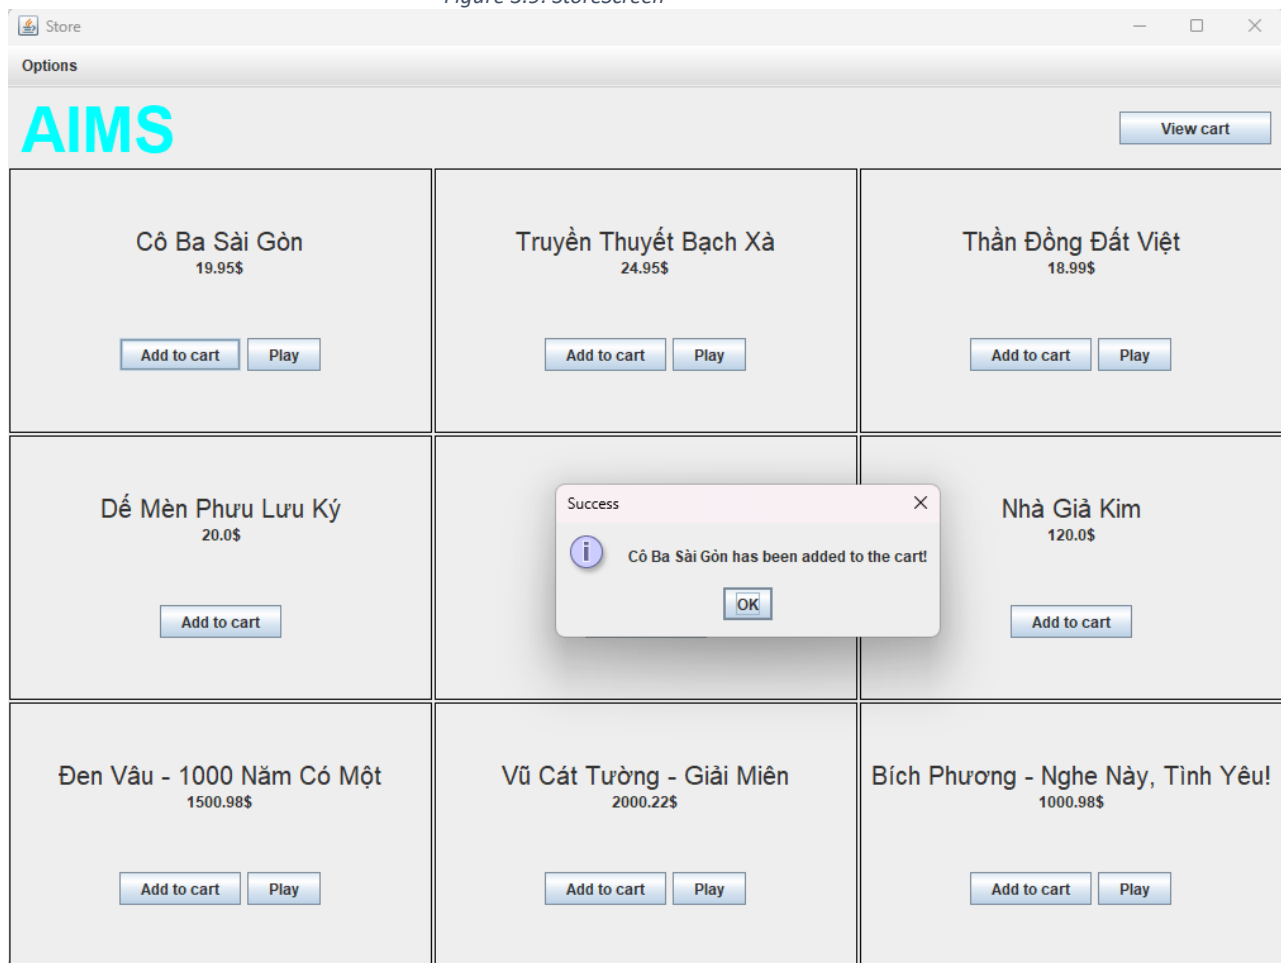 Store
Options
AIMS
View cart
Cô Ba Sài Gòn
19.95$
Add to cart
Play
Truyền Thuyết Bạch Xà
24.95$
Add to cart
Play
Thần Đồng Đất Việt
18.99$
Add to cart
Play
Dế Mèn Phưu Lưu Ký
20.0$
Add to cart
Success
Cô Ba Sài Gòn has been added to the cart!
OK
Nhà Giả Kim
120.0$
Add to cart
Đen Vâu - 1000 Năm Có Một
1500.98$
Add to cart
Play
Vũ Cát Tường - Giải Miên
2000.22$
Add to cart
Play
Bích Phương - Nghe Này, Tình Yêu!
1000.98$
Add to cart
Play